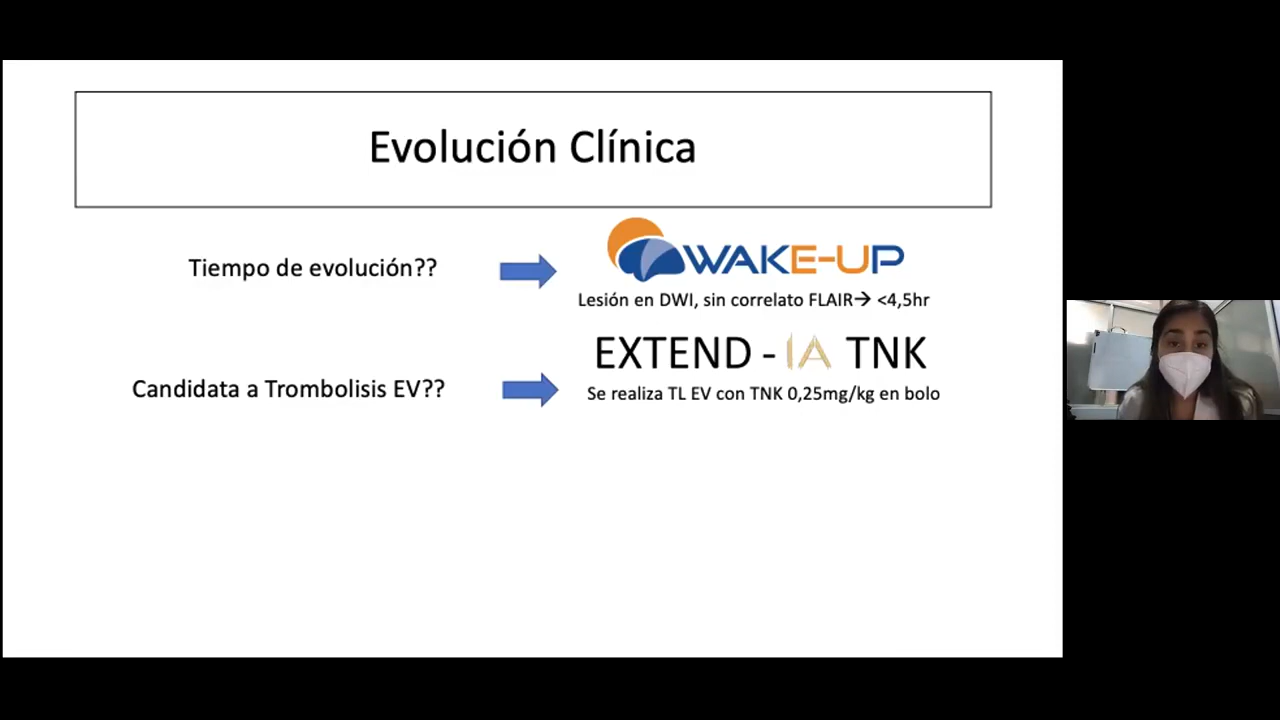 Evolución Clínica
Tiempo de evolución??
WAKE-UP
Lesión en DWI, sin correlato FLAIR→ <4,5hr
EXTEND - IA TNK
Candidata a Trombolisis EV??
Se realiza TL EV con TNK 0,25mg/kg en bolo